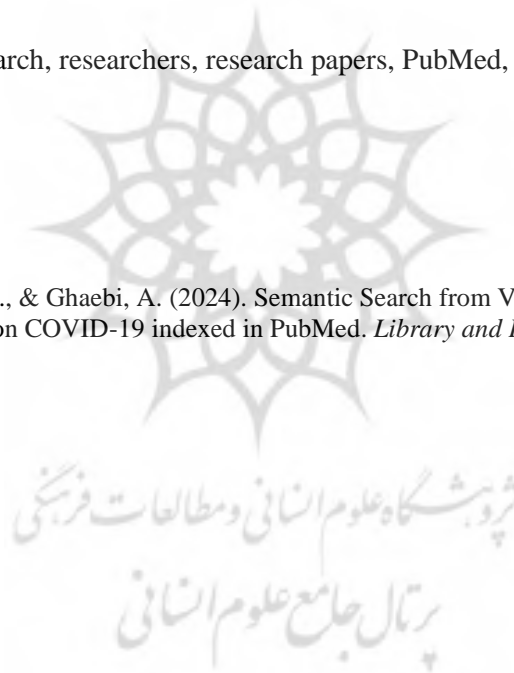 arch, researchers, research papers, PubMed,
., & Ghaebi, A. (2024). Semantic Search from V
on COVID-19 indexed in PubMed. Library and I
پژوهشگاه علوم انسانی و مطالعات فرهنگی
پرتال جامع علوم انسانی